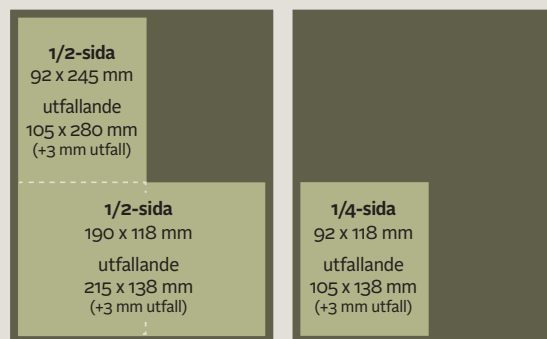 1/2-sida
92 x 245 mm
utfallande
105 x 280 mm
(+3 mm utfall)
1/2-sida
190 x 118 mm
utfallande
215 x 138 mm
(+3 mm utfall)
1/4-sida
92 x 118 mm
utfallande
105 x 138 mm
(+3 mm utfall)